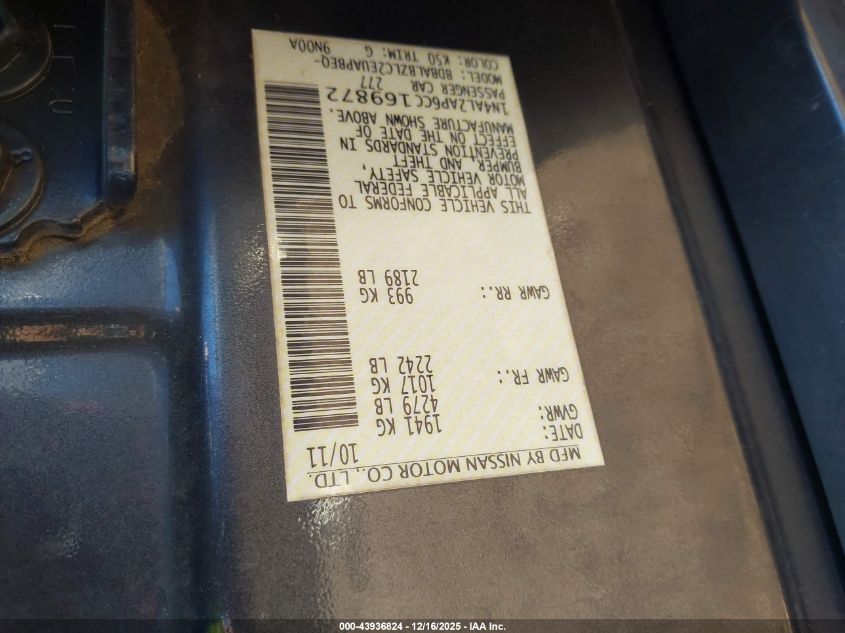 MFD BY NISSAN MOTOR CO., LTD.
DATE: 10/11
GVWR: 1941 KG
4279 LB
GAWR FR.: 1017 KG
2242 LB
GAWR RR.: 993 KG
2189 LB
THIS VEHICLE CONFORMS TO
ALL APPLICABLE FEDERAL
MOTOR VEHICLE SAFETY,
BUMPER AND THEFT
PREVENTION STANDARDS IN
EFFECT ON THE DATE OF
MANUFACTURE SHOWN ABOVE.
1N4AL2AP6CC169872
PASSENGER CAR 277
MODEL: BDBALBZLC2EUAPBEQ-
COLOR: K50 TRIM: G
9N00A
000-43936824 - 12/16/2025 - IAA Inc.